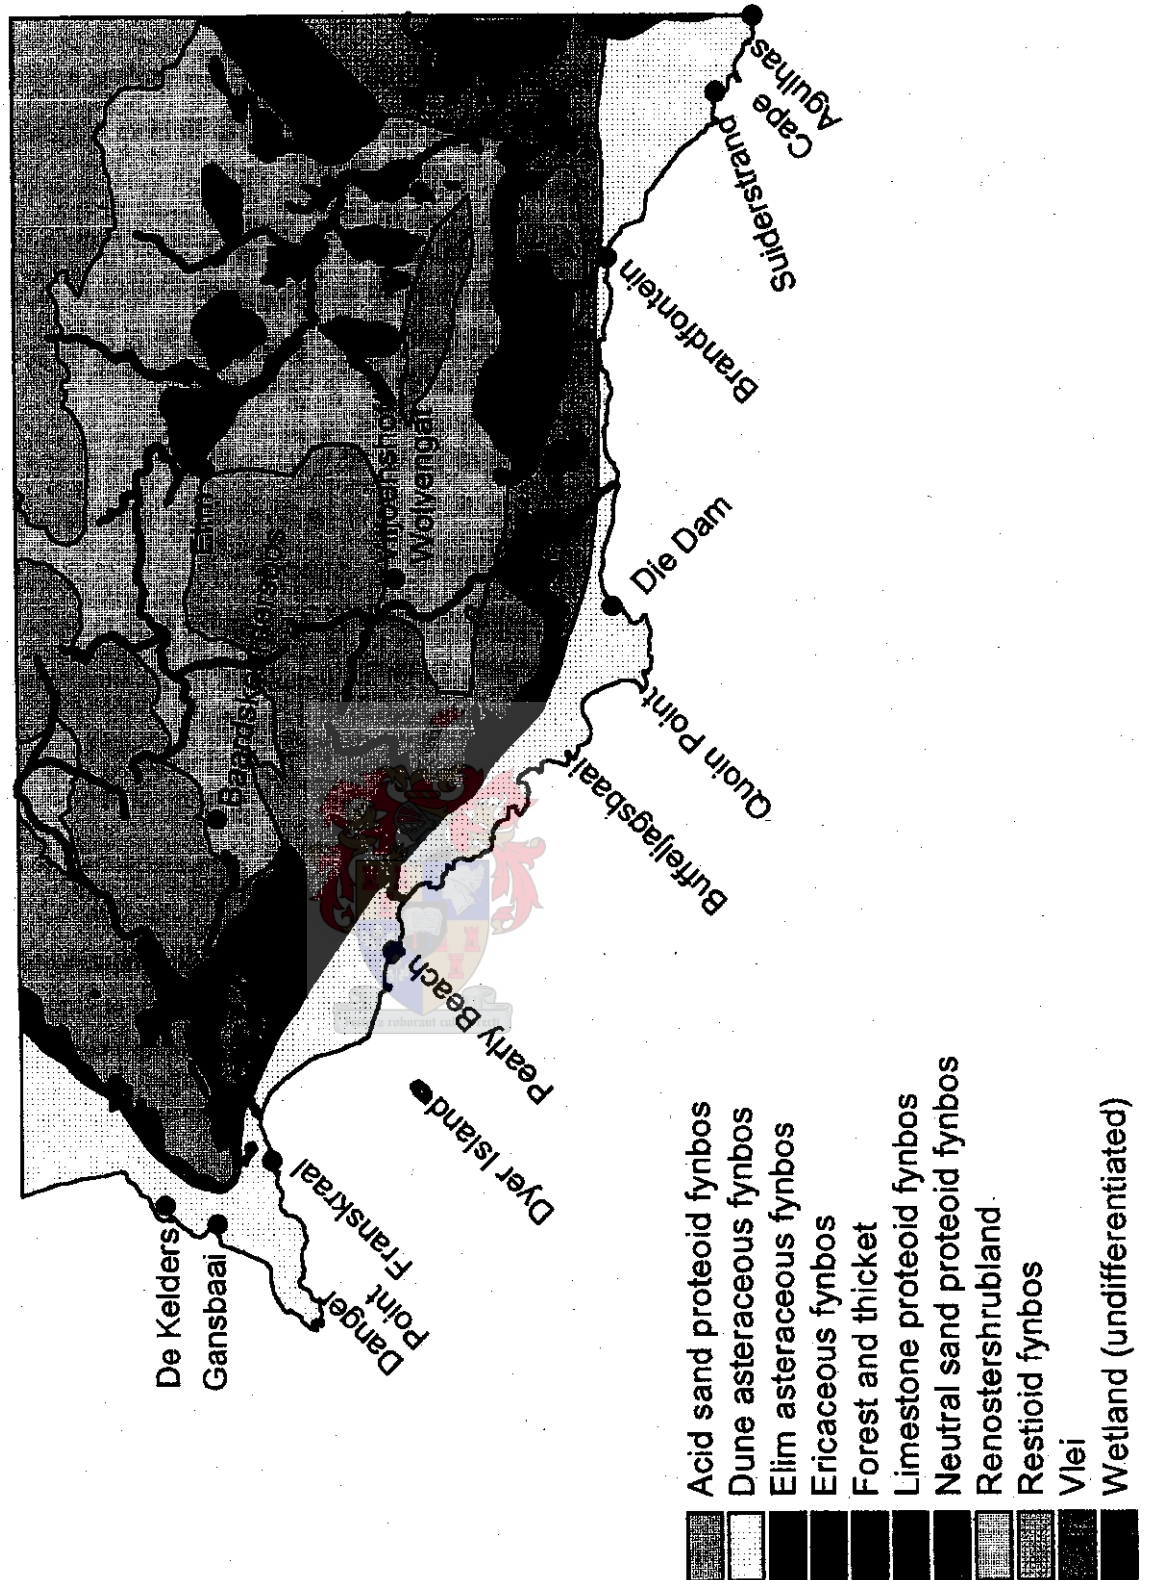 De Kelders
Gansbaai
Danger
Point
Franskraal
Dyer Island
Pearly Beach
Buffeljagsbaai
Quoin Point
Die Dam
Brandfontein
Suiderstrand
Cape
Agulhas
Elim
Wolvengat
Acid sand proteoid fynbos
Dune asteraceous fynbos
Elim asteraceous fynbos
Ericaceous fynbos
Forest and thicket
Limestone proteoid fynbos
Neutral sand proteoid fynbos
Renostershrubland
Restioid fynbos
Vlei
Wetland (undifferentiated)